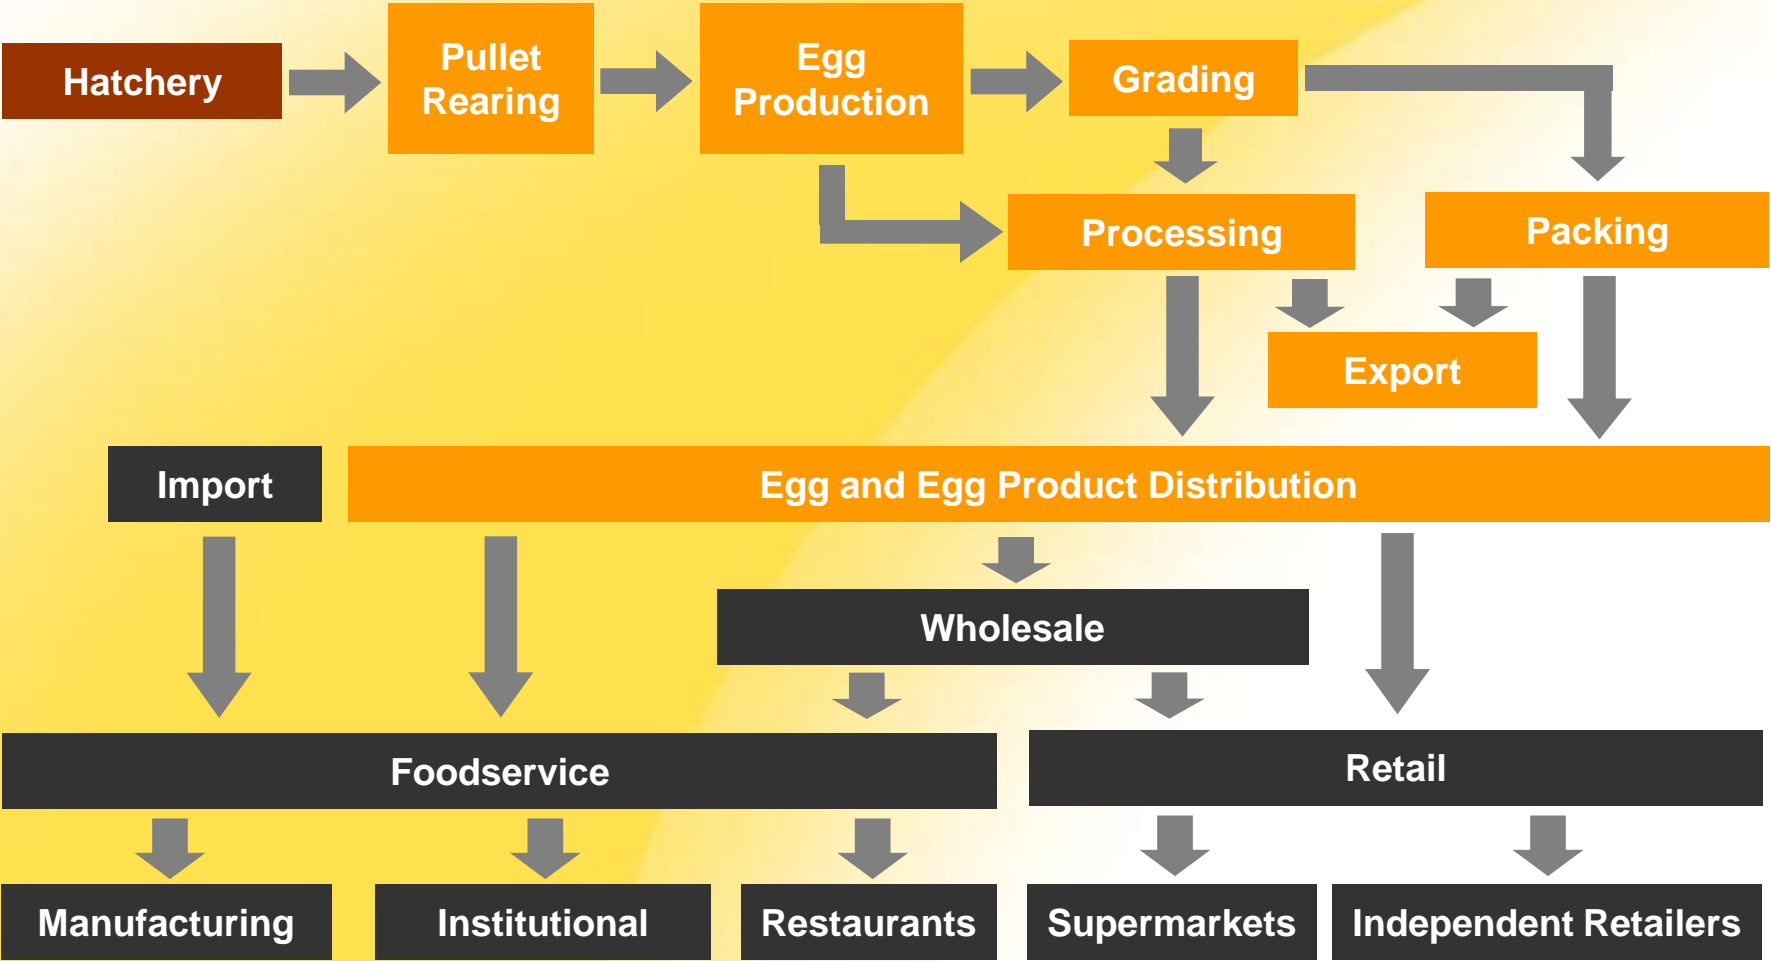 Hatchery
Pullet
Rearing
Egg
Production
Grading
Processing
Packing
Export
Import
Egg and Egg Product Distribution
Wholesale
Foodservice
Retail
Manufacturing
Institutional
Restaurants
Supermarkets
Independent Retailers